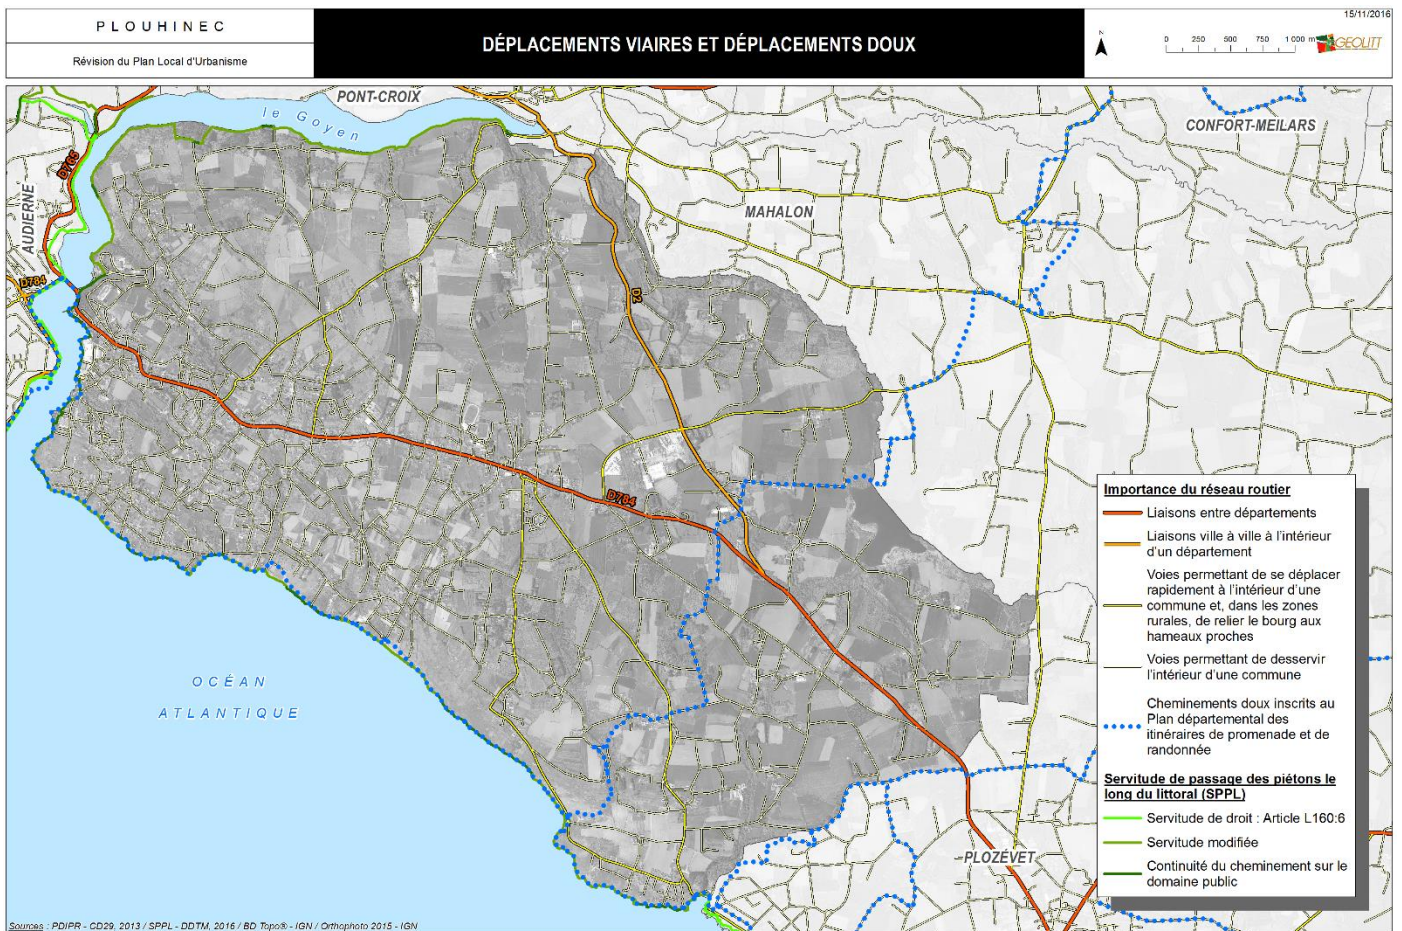 PLOUHINEC
Révision du Plan Local d'Urbanisme
DÉPLACEMENTS VIAIRES ET DÉPLACEMENTS DOUX
15/11/2016
N
0 250 500 750 1 000 m
GEOLITT
PONT-CROIX
le Goyen
CONFORT-MEILARS
D765
AUDIERNE
MAHALON
D784
D2
D784
OCÉAN
ATLANTIQUE
PLOZÉVET
Importance du réseau routier
Liaisons entre départements
Liaisons ville à ville à l'intérieur
d'un département
Voies permettant de se déplacer
rapidement à l'intérieur d'une
commune et, dans les zones
rurales, de relier le bourg aux
hameaux proches
Voies permettant de desservir
l'intérieur d'une commune
Cheminements doux inscrits au
Plan départemental des
itinéraires de promenade et de
randonnée
Servitude de passage des piétons le
long du littoral (SPPL)
Servitude de droit : Article L160:6
Servitude modifiée
Continuité du cheminement sur le
domaine public
Sources : PDIPR - CD29, 2013 / SPPL - DDTM, 2016 / BD Topo® - IGN / Orthophoto 2015 - IGN